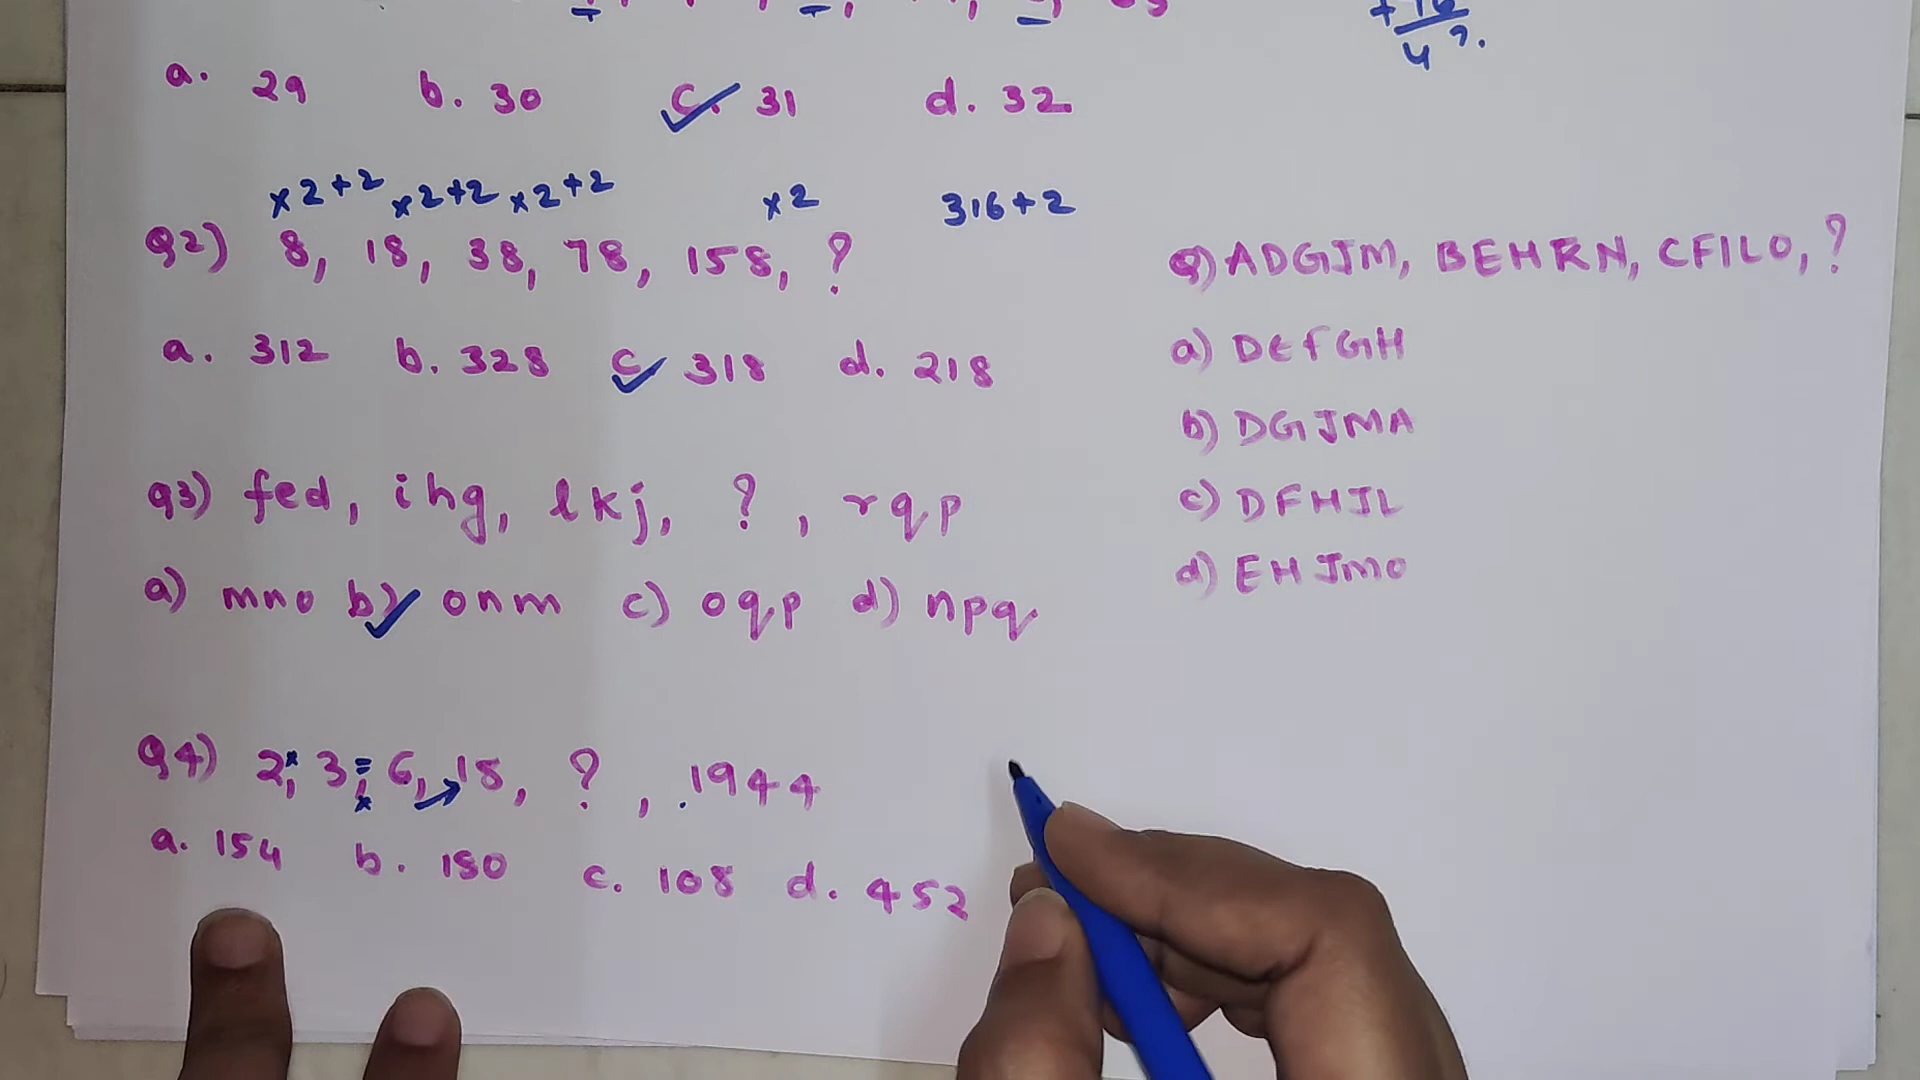 a. 29 b. 30 c. 31 d. 32
×2+2 ×2+2 ×2+2 ×2 316+2
Q2) 8, 18, 38, 78, 158, ?
a. 312 b. 328 c 318 d. 218
Q3) fed, ihg, lkj, ?, rqp
a) mno b) onm c) oqp d) npq
Q4) 2, 3, 6, 18, ?, 1944
a. 154 b. 180 c. 108 d. 452
Q) ADGJM, BEHKN, CFILO, ?
a) DEFGH
b) DGJMA
c) DFHJL
d) EHJMO